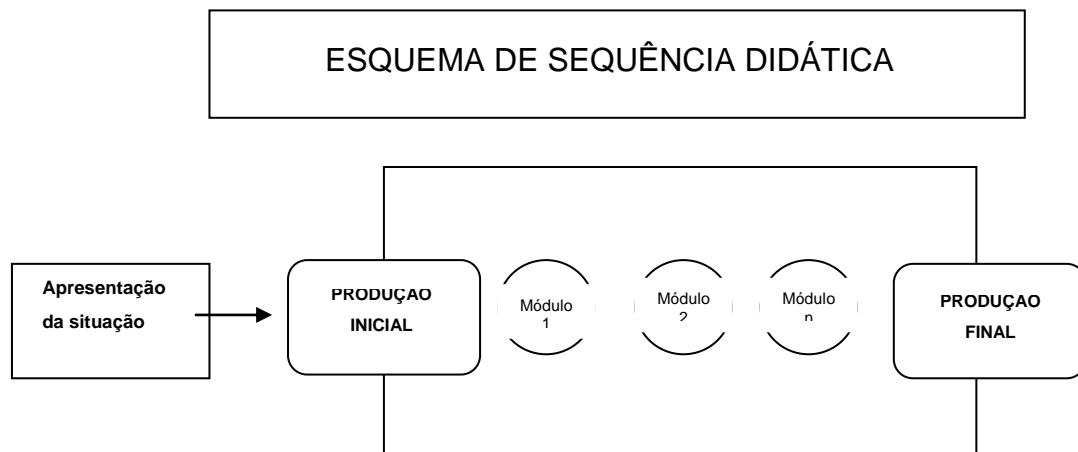 ESQUEMA DE SEQUÊNCIA DIDÁTICA
Apresentação
da situação
PRODUÇAO
INICIAL
Módulo
1
Módulo
2
Módulo
n
PRODUÇAO
FINAL